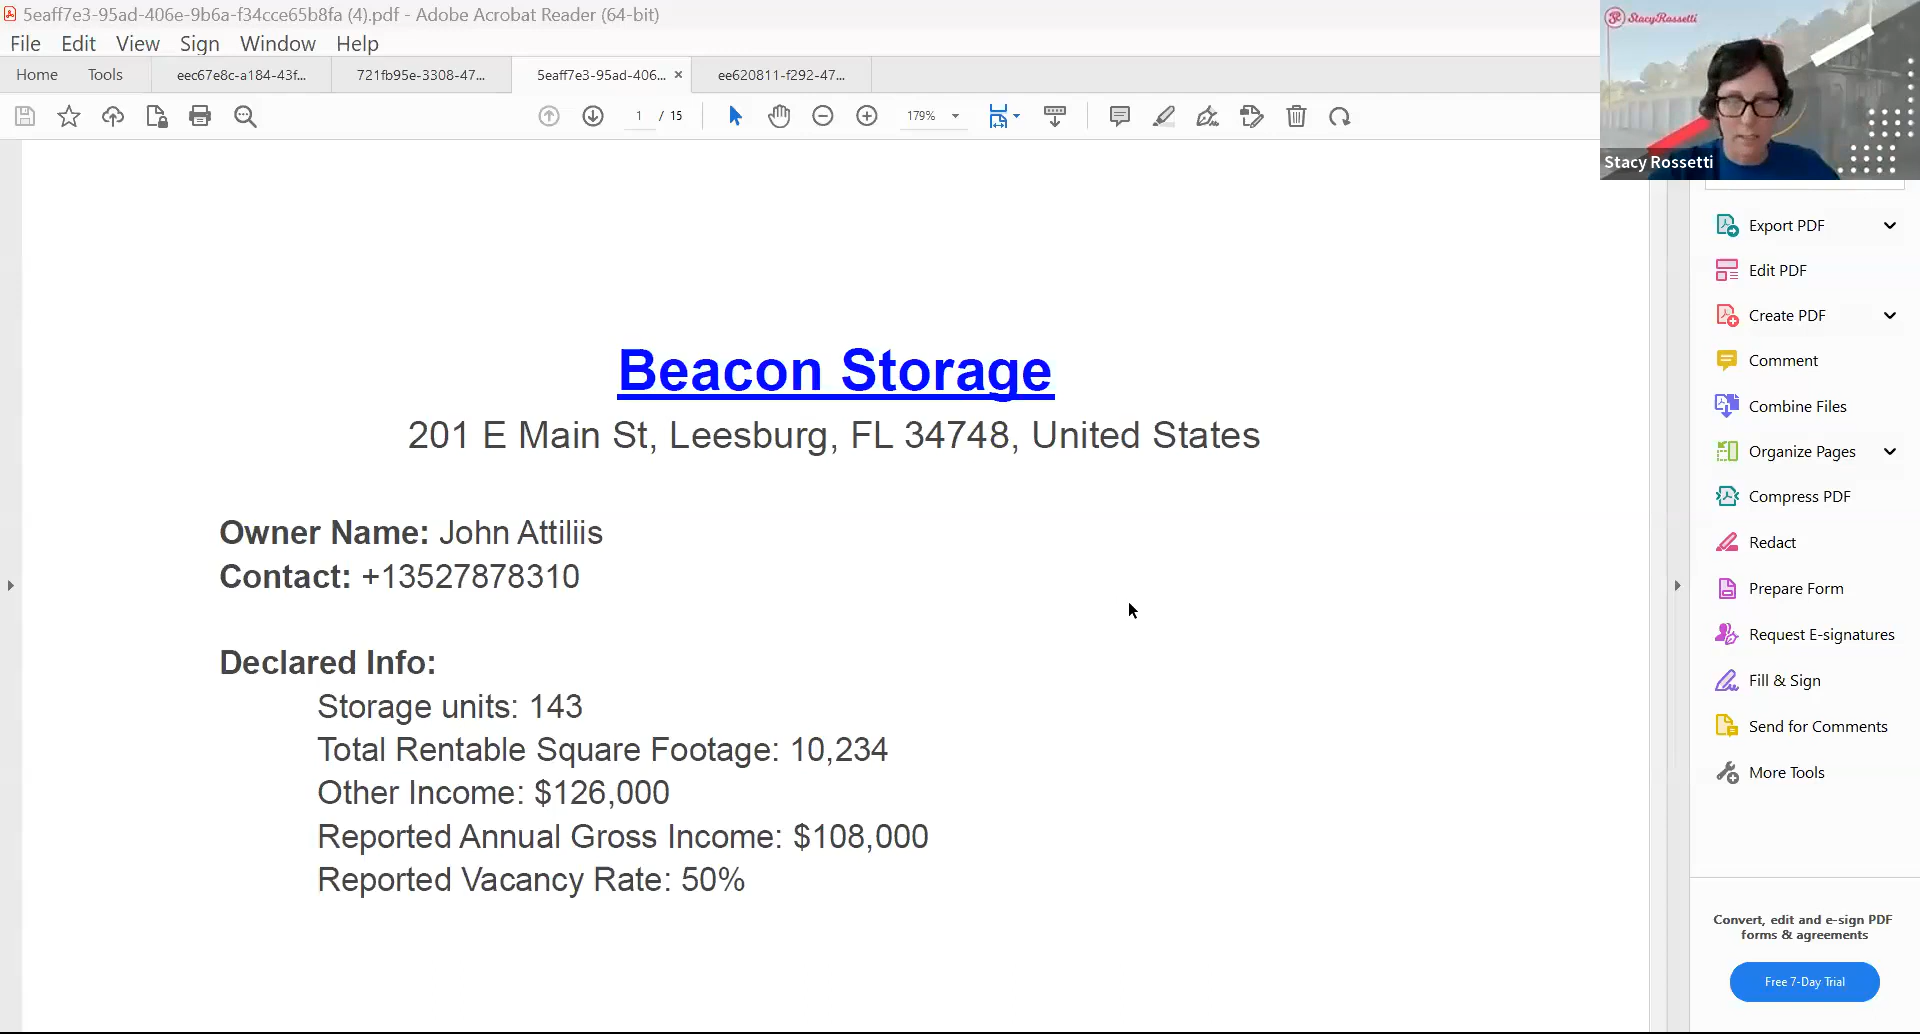 5eaff7e3-95ad-406e-9b6a-f34cce65b8fa (4).pdf - Adobe Acrobat Reader (64-bit)
File Edit View Sign Window Help
Home Tools eec67e8c-a184-43f... 721fb95e-3308-47... 5eaff7e3-95ad-406... × ee620811-f292-47...
1 / 15 179%
StacyRossetti
Stacy Rossetti
Beacon Storage
201 E Main St, Leesburg, FL 34748, United States
Owner Name: John Attiliis
Contact: +13527878310
Declared Info:
Storage units: 143
Total Rentable Square Footage: 10,234
Other Income: $126,000
Reported Annual Gross Income: $108,000
Reported Vacancy Rate: 50%
Export PDF
Edit PDF
Create PDF
Comment
Combine Files
Organize Pages
Compress PDF
Redact
Prepare Form
Request E-signatures
Fill & Sign
Send for Comments
More Tools
Convert, edit and e-sign PDF
forms & agreements
Free 7-Day Trial